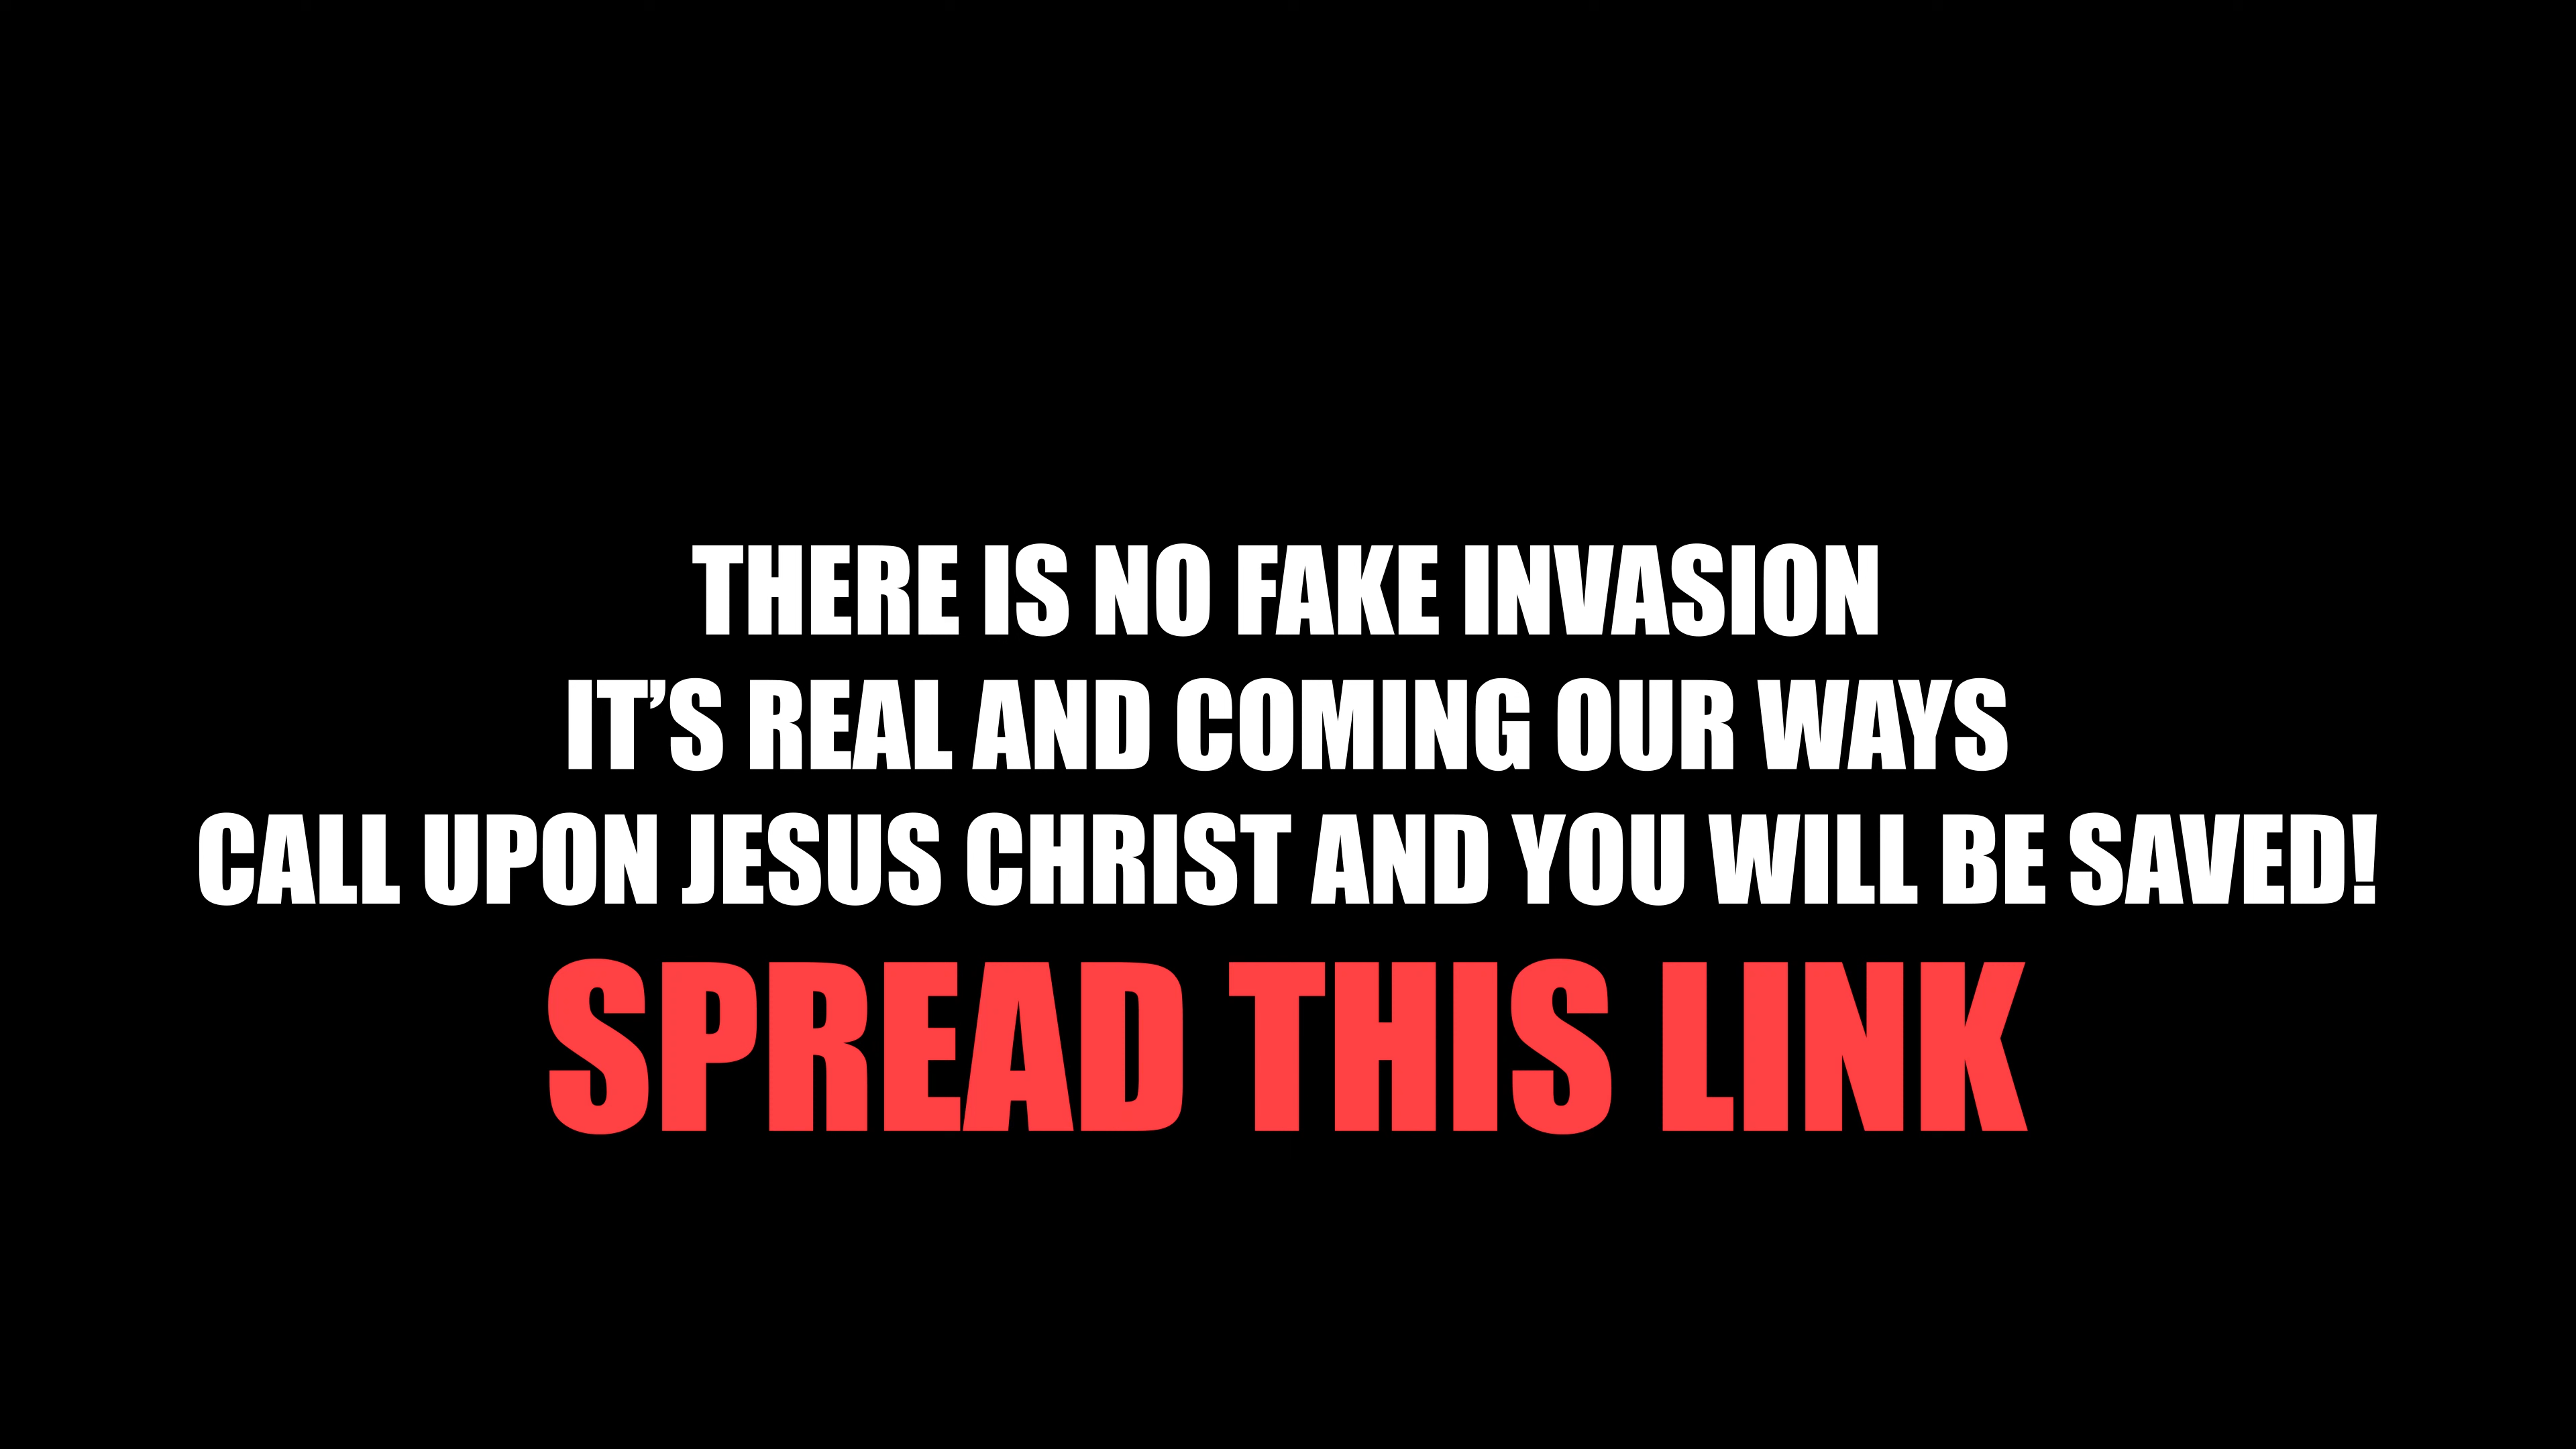 THERE IS NO FAKE INVASION
IT’S REAL AND COMING OUR WAYS
CALL UPON JESUS CHRIST AND YOU WILL BE SAVED!
SPREAD THIS LINK